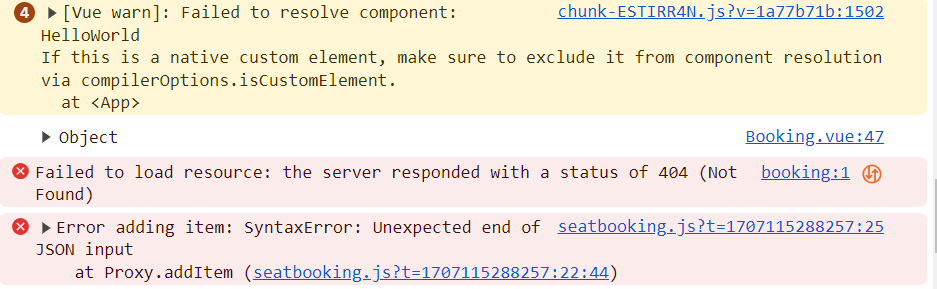 4 ▶[Vue warn]: Failed to resolve component: chunk-ESTIRR4N.js?v=1a77b71b:1502
HelloWorld
If this is a native custom element, make sure to exclude it from component resolution
via compilerOptions.isCustomElement.
at <App>
▶ Object Booking.vue:47
Failed to load resource: the server responded with a status of 404 (Not booking:1
Found)
▶Error adding item: SyntaxError: Unexpected end of seatbooking.js?t=1707115288257:25
JSON input
at Proxy.addItem (seatbooking.js?t=1707115288257:22:44)